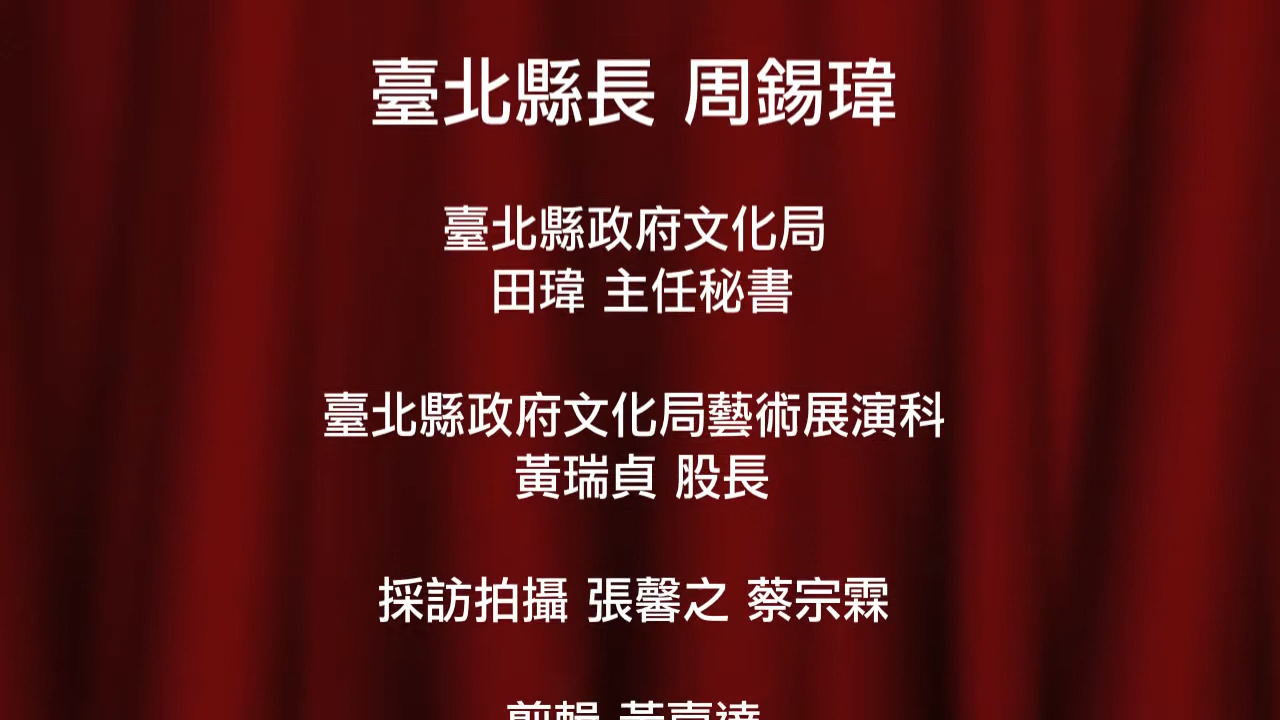 臺北縣長 周錫瑋
臺北縣政府文化局
田瑋 主任秘書
臺北縣政府文化局藝術展演科
黃瑞貞 股長
採訪拍攝 張馨之 蔡宗霖
剪輯